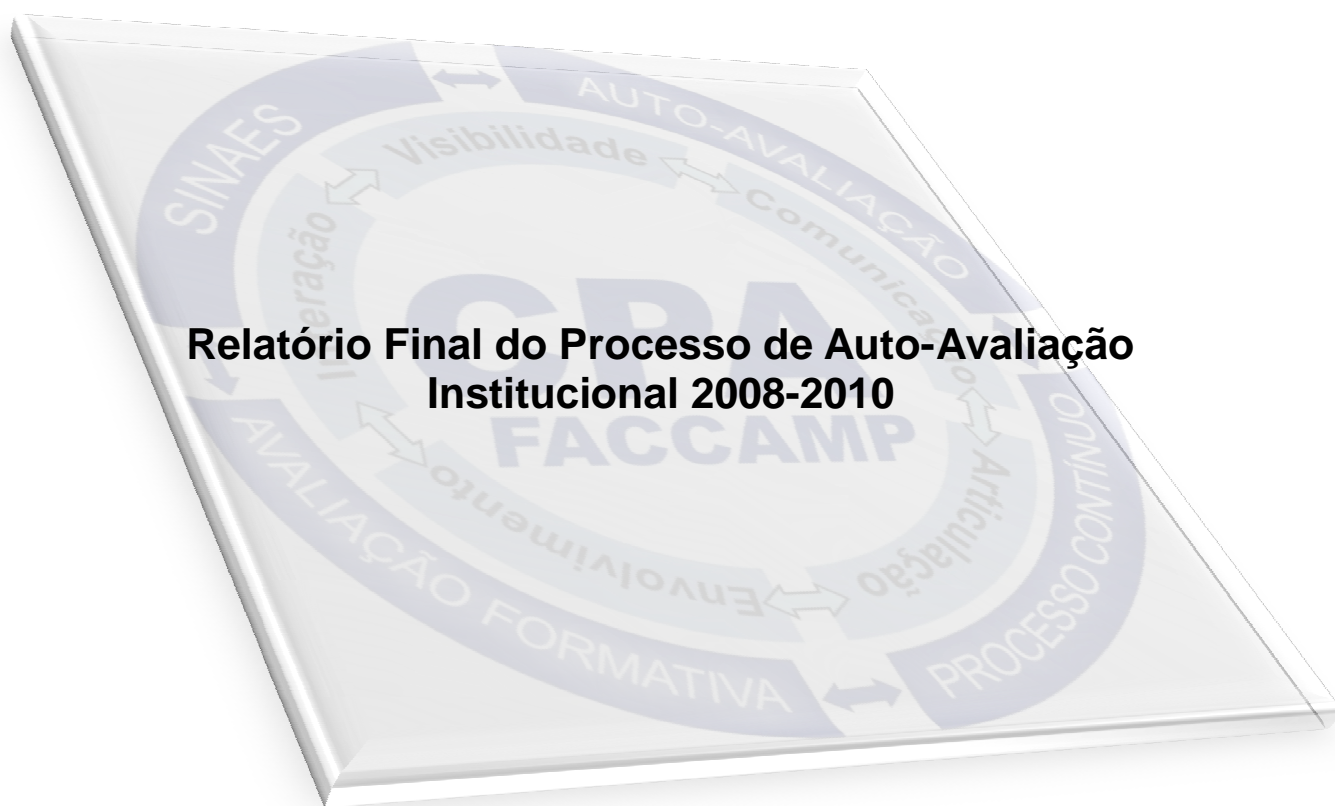 SINAES
AUTO-AVALIAÇÃO
Visibilidade
Comunicação
Interação
CPA
Relatório Final do Processo de Auto-Avaliação
Institucional 2008-2010
FACCAMP
Articulação
Envolvimento
AVALIAÇÃO FORMATIVA
PROCESSO CONTÍNUO